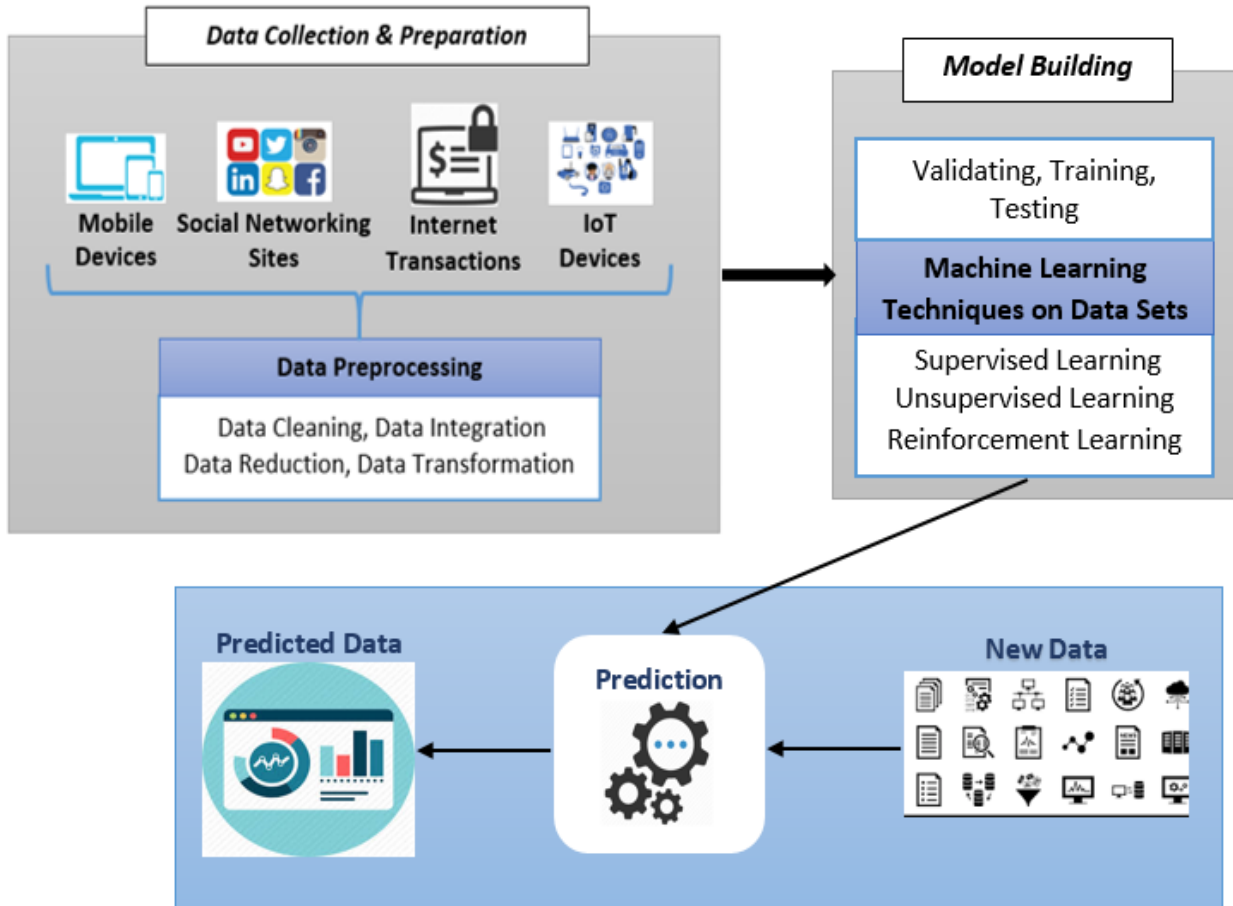 Data Collection & Preparation
Mobile
Devices
Social Networking
Sites
Internet
Transactions
IoT
Devices
Data Preprocessing
Data Cleaning, Data Integration
Data Reduction, Data Transformation
Model Building
Validating, Training,
Testing
Machine Learning
Techniques on Data Sets
Supervised Learning
Unsupervised Learning
Reinforcement Learning
Predicted Data
Prediction
New Data
NEWS